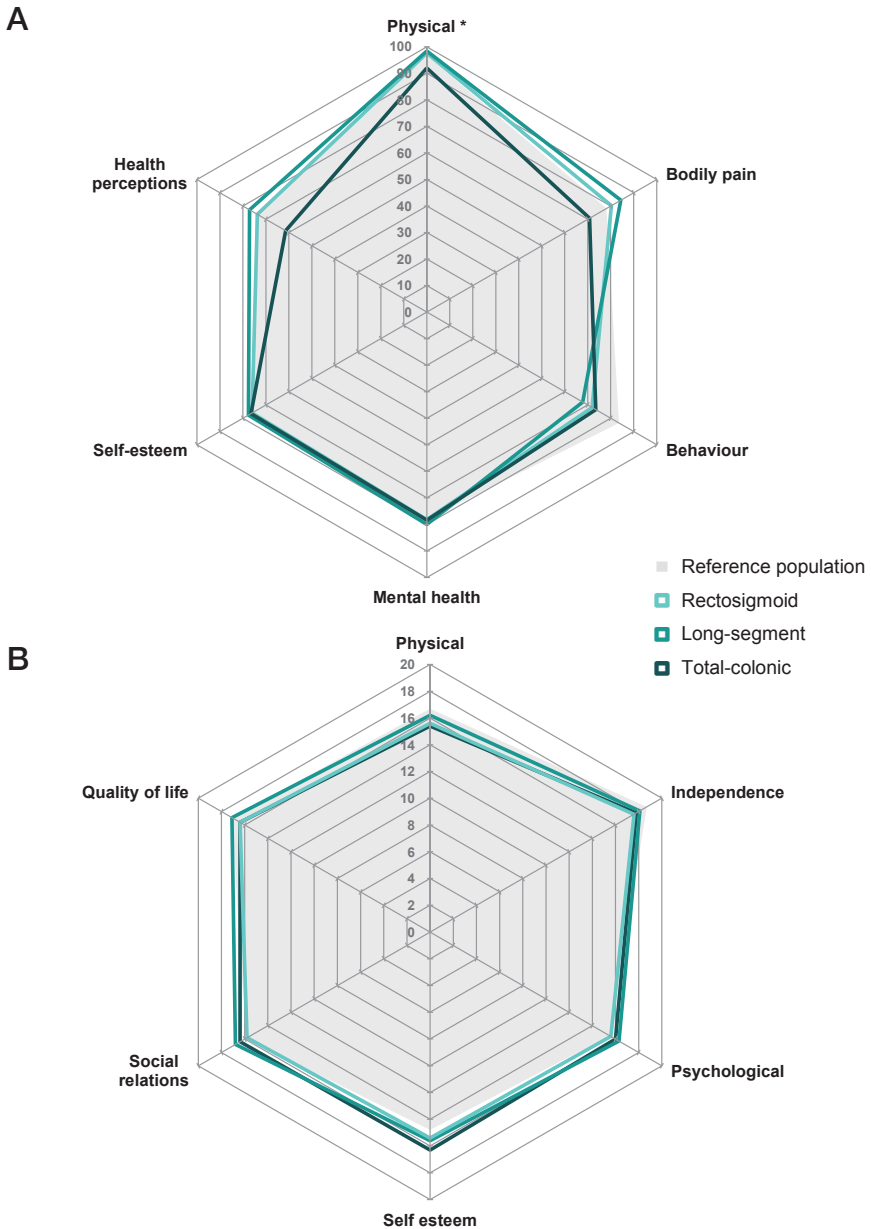 A
Physical *
100
90
80
70
60
50
40
30
20
10
0
Health
perceptions
Bodily pain
Self-esteem
Behaviour
Mental health
Reference population
Rectosigmoid
Long-segment
Total-colonic
B
Physical
20
18
16
14
12
10
8
6
4
2
0
Quality of life
Independence
Social
relations
Psychological
Self esteem